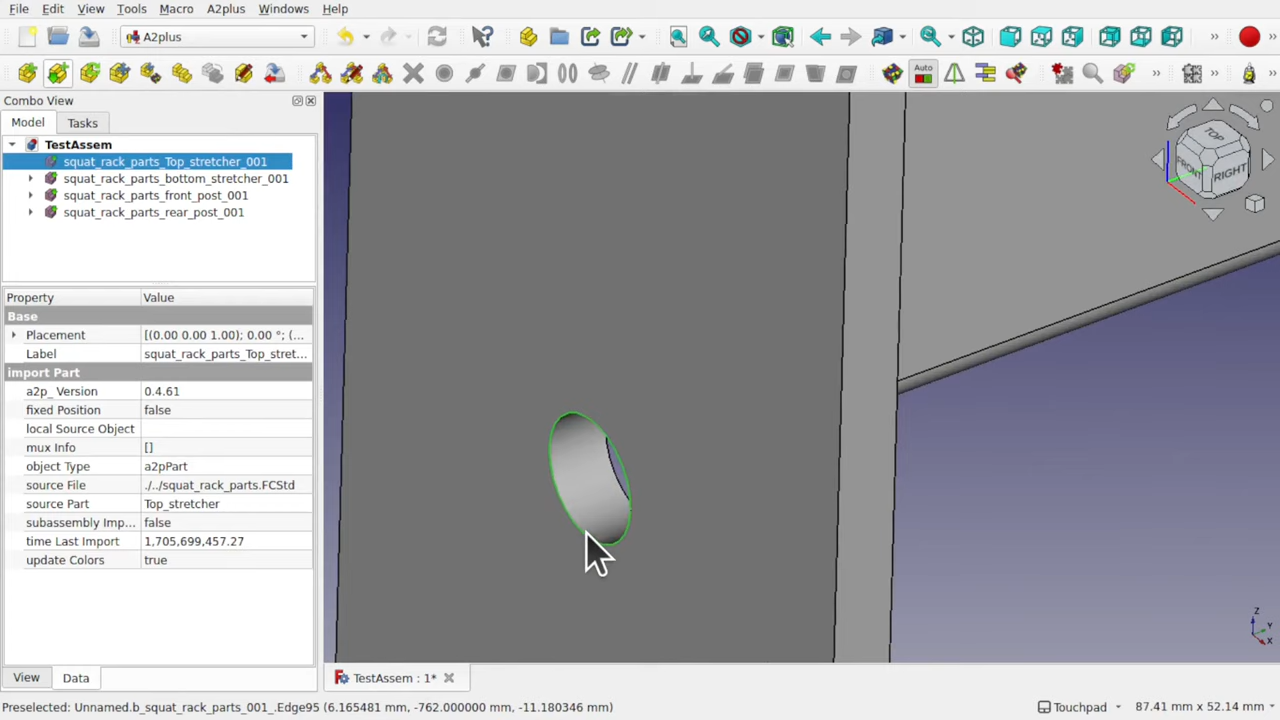 File Edit View Tools Macro Windows Help
A2plus
Auto
Combo View
Model Tasks
TestAssem
squat_rack_parts_Top_stretcher_001
squat_rack_parts_bottom_stretcher_001
squat_rack_parts_front_post_001
squat_rack_parts_rear_post_001
TOP
FRONT
RIGHT
Property Value
Base
Placement [(0.00 0.00 1.00); 0.00 °; (...
Label squat_rack_parts_Top_stret...
import Part
a2p_ Version 0.4.61
fixed Position false
local Source Object
mux Info []
object Type a2pPart
source File ./../squat_rack_parts.FCStd
source Part Top_stretcher
subassembly Imp... false
time Last Import 1,705,699,457.27
update Colors true
Z
Y
X
View Data
TestAssem : 1*
Preselected: Unnamed.b_squat_rack_parts_001_.Edge95 (6.165481 mm, -762.000000 mm, -11.180346 mm)
Touchpad
87.41 mm x 52.14 mm